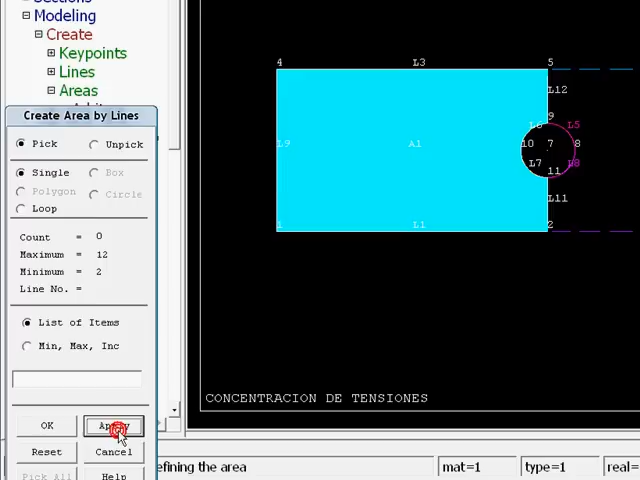 Modeling
Create
Keypoints
Lines
Areas
Create Area by Lines
Pick
Unpick
Single
Box
Polygon
Circle
Loop
Count = 0
Maximum = 12
Minimum = 2
Line No. =
List of Items
Min, Max, Inc
OK
Apply
Reset
Cancel
Pick All
Help
4
L3
5
L12
9
L6
L5
L9
A1
10
7
8
L7
L8
11
L11
1
L1
2
CONCENTRACION DE TENSIONES
efining the area
mat=1
type=1
real=